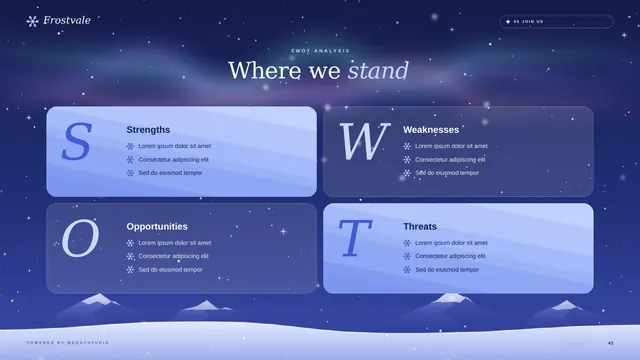 Frostvale
05 JOIN US
SWOT ANALYSIS
Where we stand
S
Strengths
Lorem ipsum dolor sit amet
Consectetur adipiscing elit
Sed do eiusmod tempor
W
Weaknesses
Lorem ipsum dolor sit amet
Consectetur adipiscing elit
Sed do eiusmod tempor
O
Opportunities
Lorem ipsum dolor sit amet
Consectetur adipiscing elit
Sed do eiusmod tempor
T
Threats
Lorem ipsum dolor sit amet
Consectetur adipiscing elit
Sed do eiusmod tempor
POWERED BY